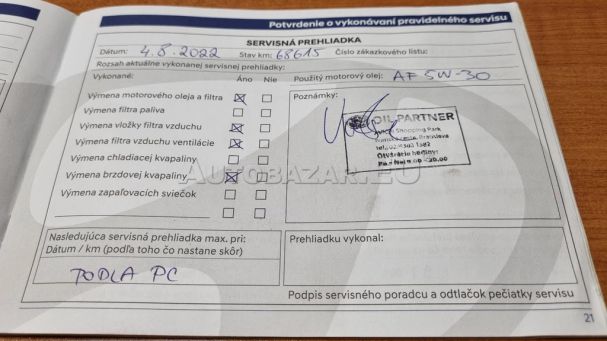 Potvrdenie o vykonávaní pravidelného servisu
SERVISNÁ PREHLIADKA
Dátum: 4.8.2022 Stav km: 68615 Číslo zákazkového listu:
Rozsah aktuálne vykonanej servisnej prehliadky:
Vykonané: Áno Nie Použitý motorový olej: AF 5W-30
Výmena motorového oleja a filtra
Výmena filtra paliva
Výmena vložky filtra vzduchu
Výmena filtra vzduchu ventilácie
Výmena chladiacej kvapaliny
Výmena brzdovej kvapaliny
Výmena zapaľovacích sviečok
Poznámky:
OIL PARTNER
Shopping Park
Otváracie hodiny:
AUTOBAZAR.EU
Nasledujúca servisná prehliadka max. pri:
Dátum / km (podľa toho čo nastane skôr)
PODLA PC
Prehliadku vykonal:
Podpis servisného poradcu a odtlačok pečiatky servisu
21